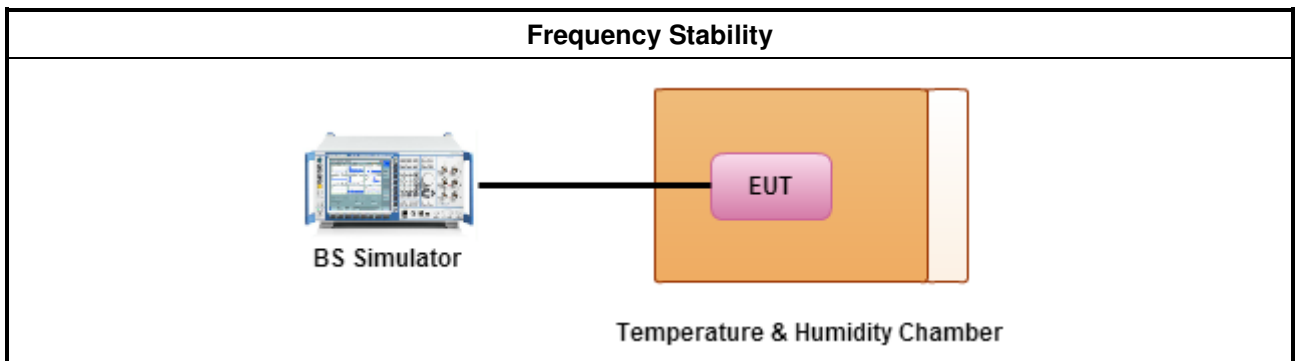 Frequency Stability
EUT
BS Simulator
Temperature & Humidity Chamber